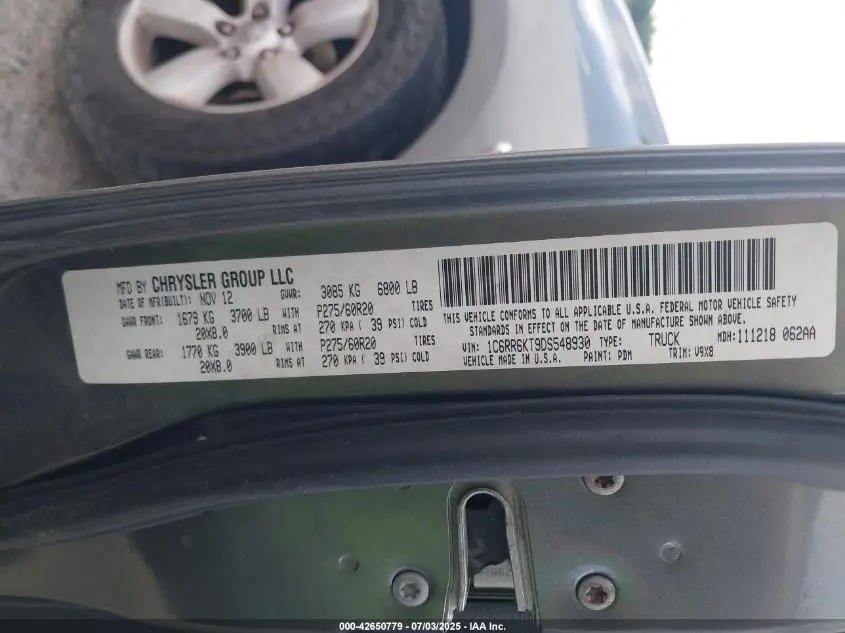 MFD BY CHRYSLER GROUP LLC
DATE OF MFR(BUILT): NOV 12 GVWR: 3085 KG 6800 LB
GAWR FRONT: 1679 KG 3700 LB WITH P275/60R20 TIRES
20X8.0 RIMS AT 270 KPA ( 39 PSI) COLD
GAWR REAR: 1770 KG 3900 LB WITH P275/60R20 TIRES
20X8.0 RIMS AT 270 KPA ( 39 PSI) COLD
THIS VEHICLE CONFORMS TO ALL APPLICABLE U.S.A. FEDERAL MOTOR VEHICLE SAFETY
STANDARDS IN EFFECT ON THE DATE OF MANUFACTURE SHOWN ABOVE.
VIN: 1C6RR6KT9DS548930 TYPE: TRUCK MDH: 111218 062AA
VEHICLE MADE IN U.S.A. PAINT: PDM TRIM: V9X8
000-42650779 - 07/03/2025 - IAA Inc.